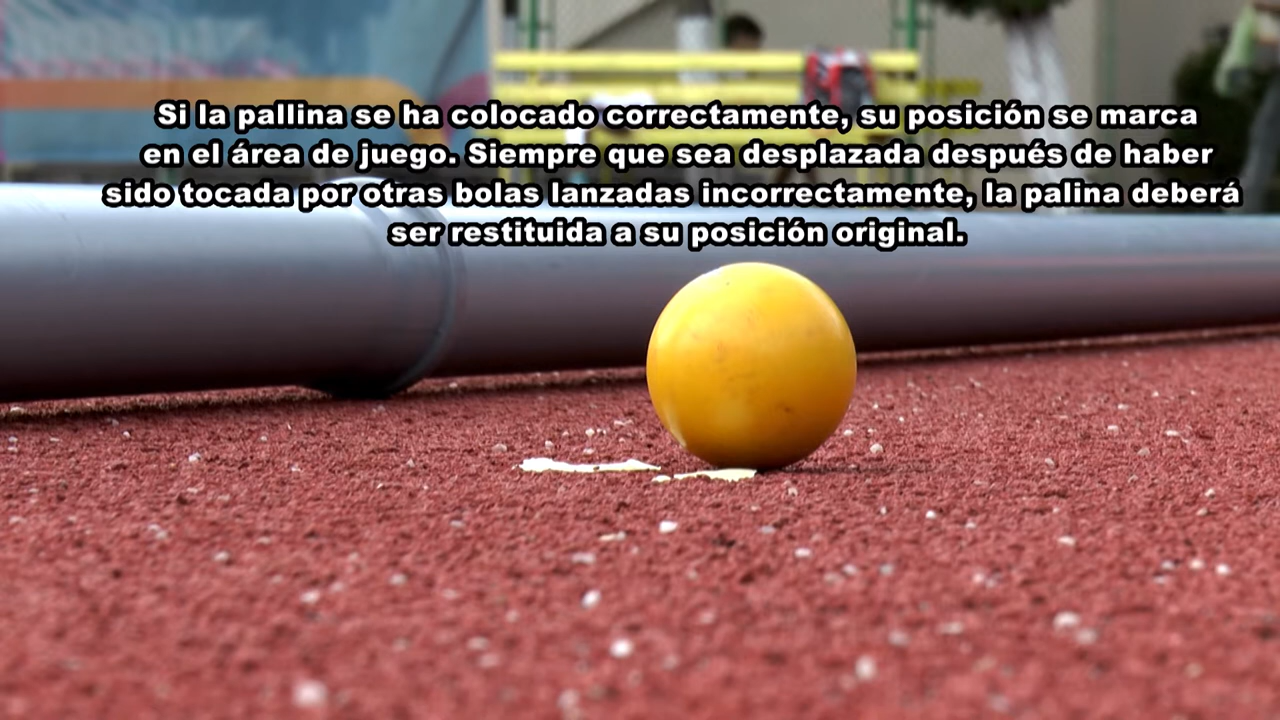 Si la pallina se ha colocado correctamente, su posición se marca
en el área de juego. Siempre que sea desplazada después de haber
sido tocada por otras bolas lanzadas incorrectamente, la palina deberá
ser restituida a su posición original.